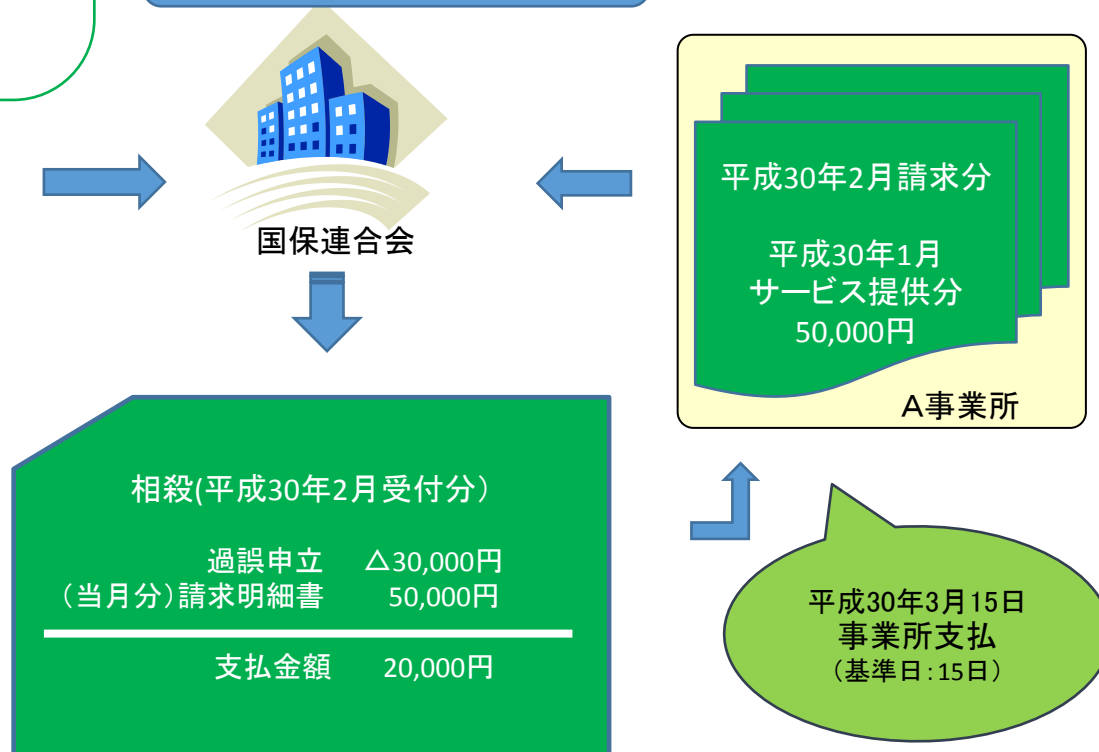 国保連合会
平成30年2月請求分
平成30年1月
サービス提供分
50,000円
A事業所
相殺(平成30年2月受付分）
過誤申立　△30,000円
（当月分）請求明細書　50,000円
支払金額　20,000円
平成30年3月15日
事業所支払
（基準日：15日）